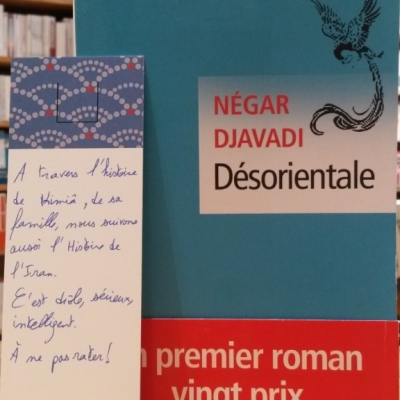 A travers l'histoire
de Kimiâ, de sa
famille, nous suivons
aussi l'Histoire de
l'Iran.
C'est drôle, sérieux,
intelligent.
À ne pas rater!
NÉGAR
DJAVADI
Désorientale
n premier roman
vingt prix